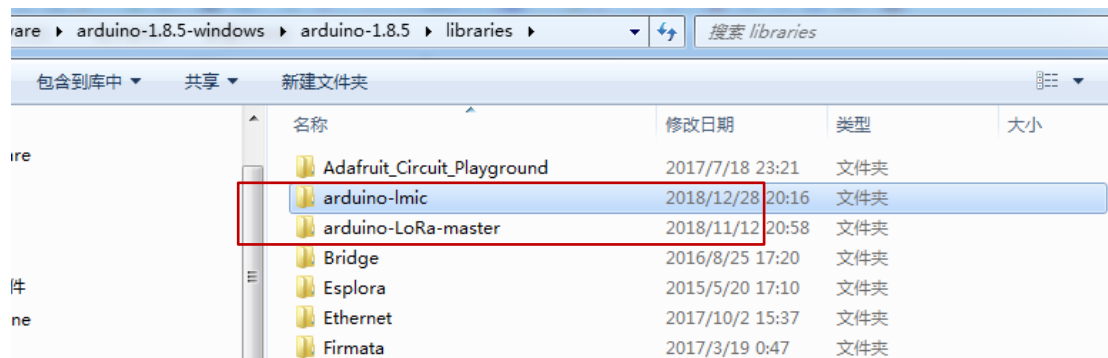 are ▸ arduino-1.8.5-windows ▸ arduino-1.8.5 ▸ libraries ▸ 搜索 libraries
包含到库中 共享 新建文件夹
名称 修改日期 类型 大小
re
Adafruit_Circuit_Playground 2017/7/18 23:21 文件夹
arduino-lmic 2018/12/28 20:16 文件夹
arduino-LoRa-master 2018/11/12 20:58 文件夹
Bridge 2016/8/25 17:20 文件夹
件 Esplora 2015/5/20 17:10 文件夹
ne Ethernet 2017/10/2 15:37 文件夹
Firmata 2017/3/19 0:47 文件夹